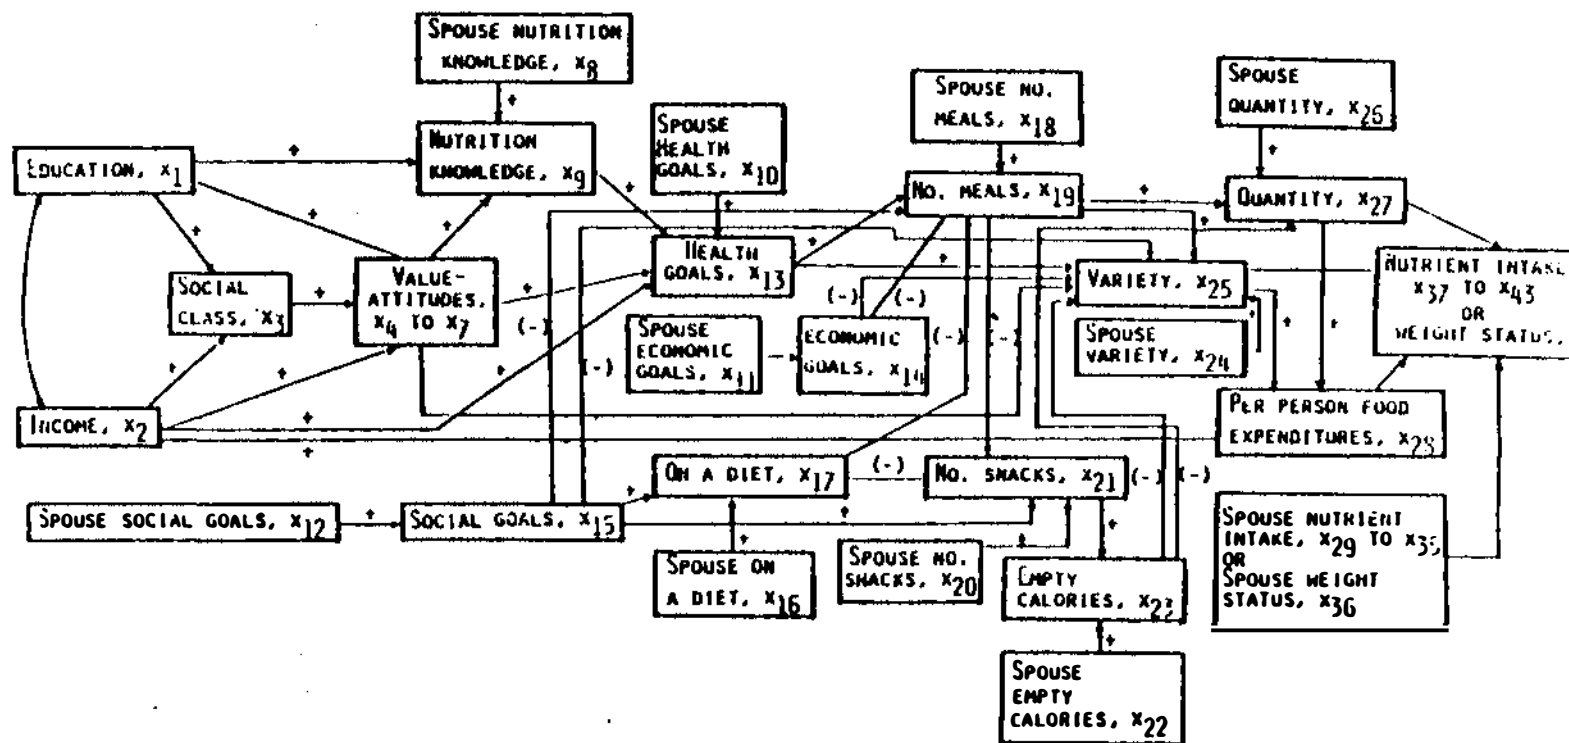 SPOUSE NUTRITION
KNOWLEDGE, X8
SPOUSE NO.
MEALS, X18
SPOUSE
QUANTITY, X26
NUTRITION
KNOWLEDGE, X9
SPOUSE
HEALTH
GOALS, X10
EDUCATION, X1
NO. MEALS, X19
QUANTITY, X27
SOCIAL
CLASS, X3
VALUE-
ATTITUDES,
X4 TO X7
HEALTH
GOALS, X13
VARIETY, X25
NUTRIENT INTAKE
X37 TO X43
OR
WEIGHT STATUS,
SPOUSE
ECONOMIC
GOALS, X11
ECONOMIC
GOALS, X14
SPOUSE
VARIETY, X24
INCOME, X2
PER PERSON FOOD
EXPENDITURES, X28
ON A DIET, X17
NO. SNACKS, X21
SPOUSE SOCIAL GOALS, X12
SOCIAL GOALS, X15
SPOUSE NUTRIENT
INTAKE, X29 TO X35
OR
SPOUSE WEIGHT
STATUS, X36
SPOUSE ON
A DIET, X16
SPOUSE NO.
SNACKS, X20
EMPTY
CALORIES, X23
SPOUSE
EMPTY
CALORIES, X22
(-)
(-)
(-)
(-)
(-)
(-)
(-)
(-)
(-)